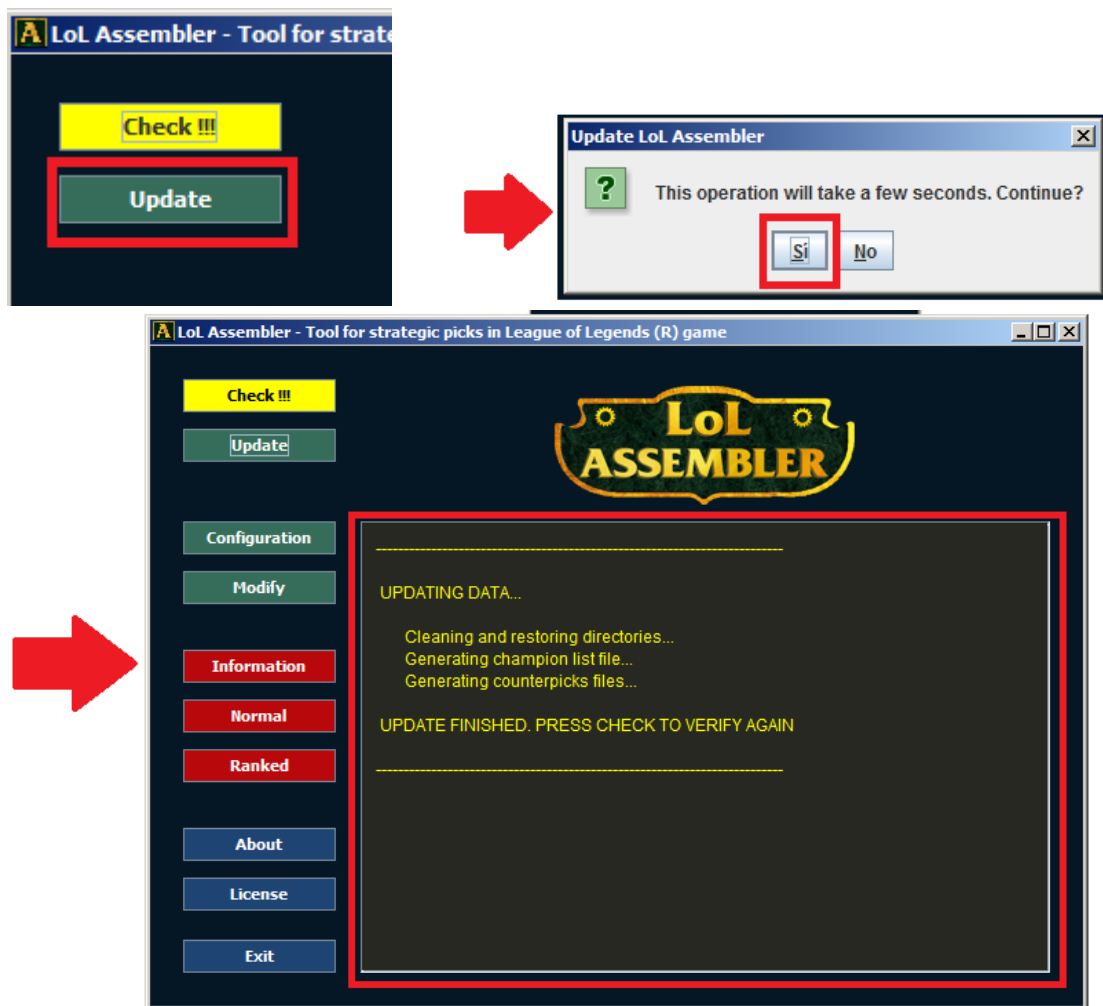 LoL Assembler - Tool for strate
Check !!!
Update
Update LoL Assembler
This operation will take a few seconds. Continue?
Sí
No
LoL Assembler - Tool for strategic picks in League of Legends (R) game
Check !!!
Update
LoL
ASSEMBLER
Configuration
Modify
Information
Normal
Ranked
About
License
Exit
--------------------------------------------------------------------------------
UPDATING DATA...
Cleaning and restoring directories...
Generating champion list file...
Generating counterpicks files...
UPDATE FINISHED. PRESS CHECK TO VERIFY AGAIN
--------------------------------------------------------------------------------